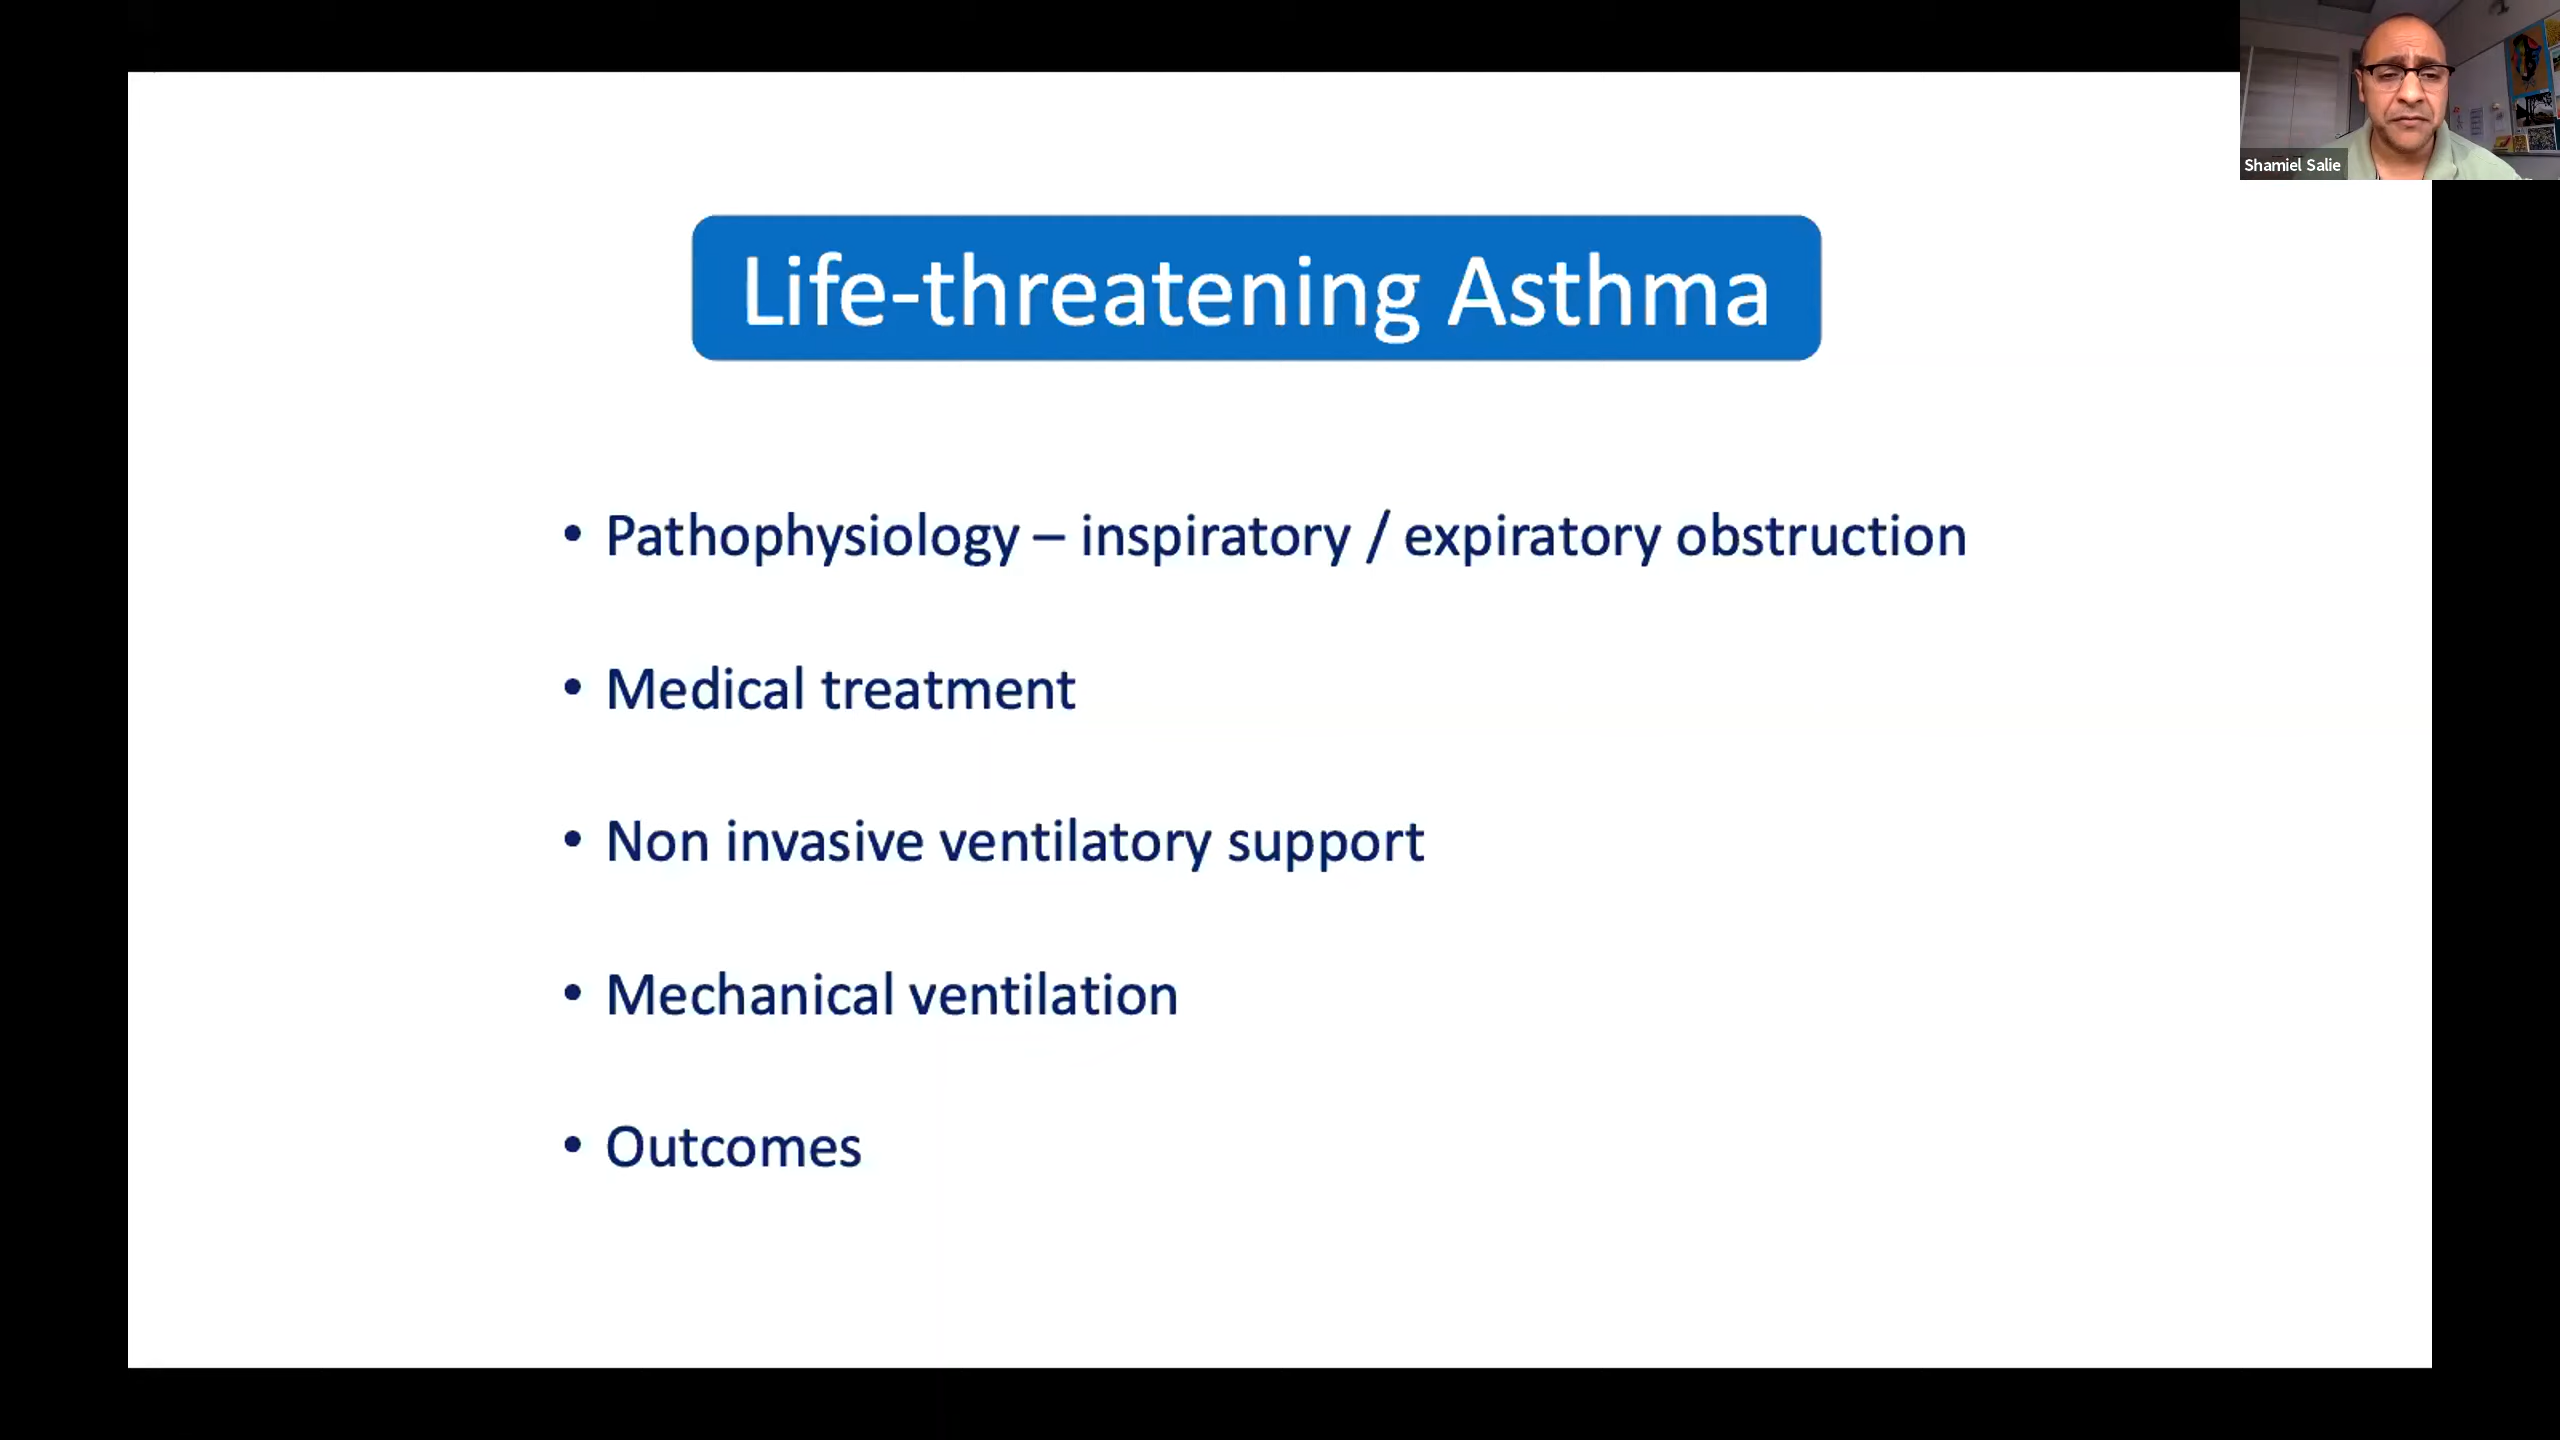 Shamiel Salie
Life-threatening Asthma
• Pathophysiology – inspiratory / expiratory obstruction
• Medical treatment
• Non invasive ventilatory support
• Mechanical ventilation
• Outcomes